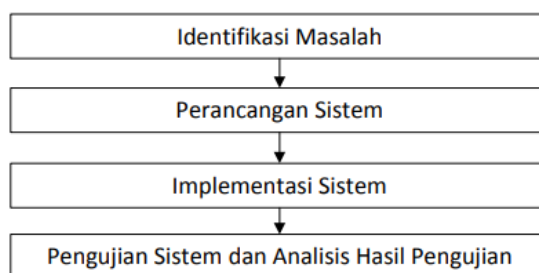 Identifikasi Masalah
Perancangan Sistem
Implementasi Sistem
Pengujian Sistem dan Analisis Hasil Pengujian